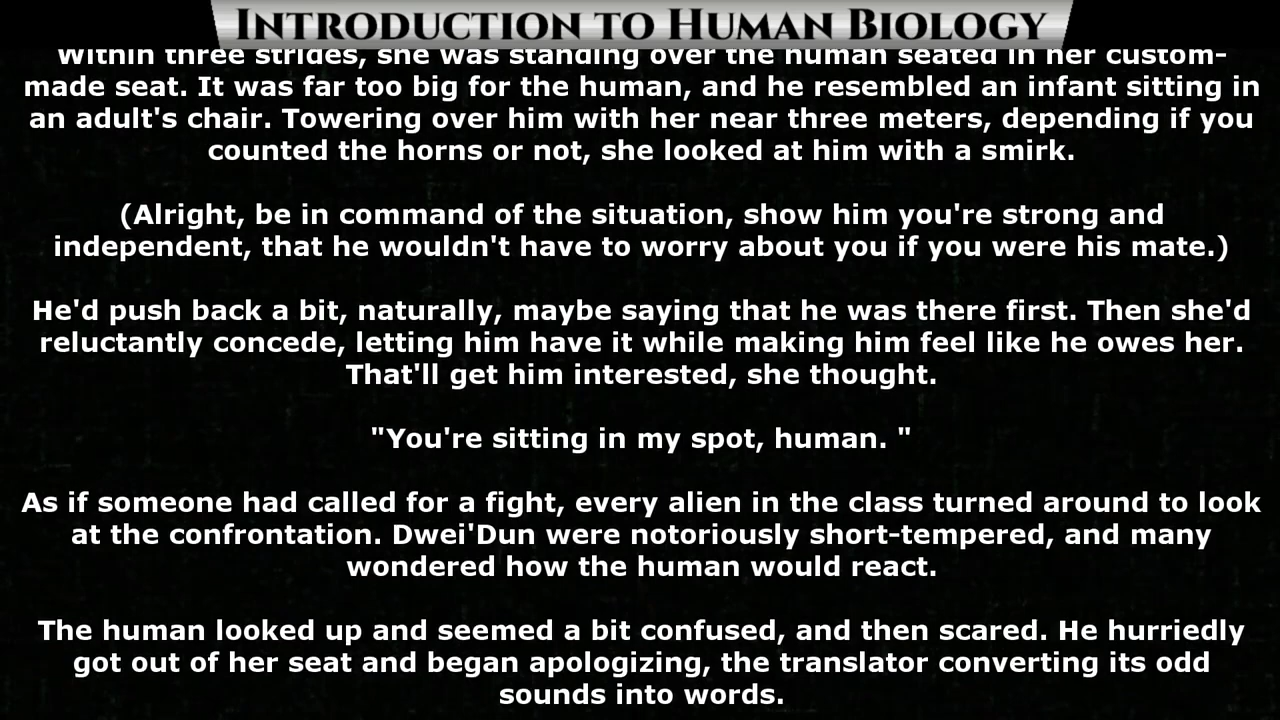 Introduction to Human Biology
Within three strides, she was standing over the human seated in her custom-
made seat. It was far too big for the human, and he resembled an infant sitting in
an adult's chair. Towering over him with her near three meters, depending if you
counted the horns or not, she looked at him with a smirk.
(Alright, be in command of the situation, show him you're strong and
independent, that he wouldn't have to worry about you if you were his mate.)
He'd push back a bit, naturally, maybe saying that he was there first. Then she'd
reluctantly concede, letting him have it while making him feel like he owes her.
That'll get him interested, she thought.
"You're sitting in my spot, human. "
As if someone had called for a fight, every alien in the class turned around to look
at the confrontation. Dwei'Dun were notoriously short-tempered, and many
wondered how the human would react.
The human looked up and seemed a bit confused, and then scared. He hurriedly
got out of her seat and began apologizing, the translator converting its odd
sounds into words.